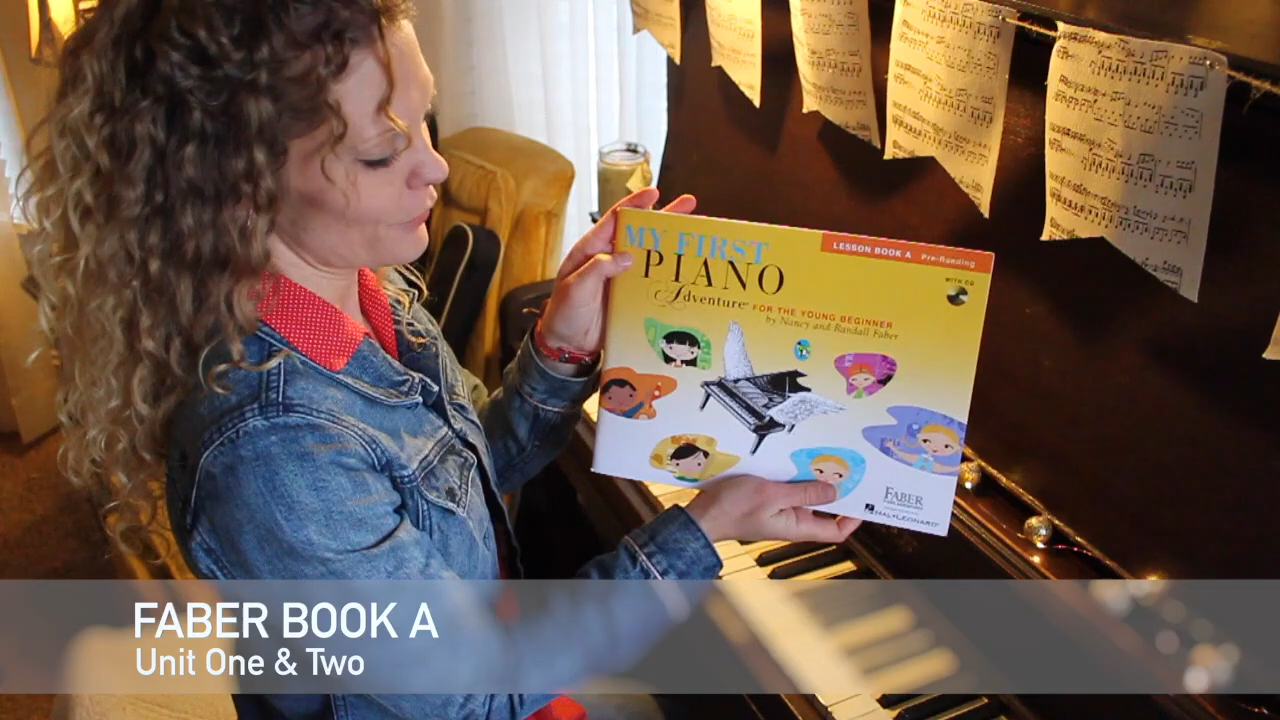 MY FIRST
PIANO
Adventure
FOR THE YOUNG BEGINNER
by Nancy and Randall Faber
LESSON BOOK A Pre-Reading
WITH CD
FABER
HAL•LEONARD
FABER BOOK A
Unit One & Two